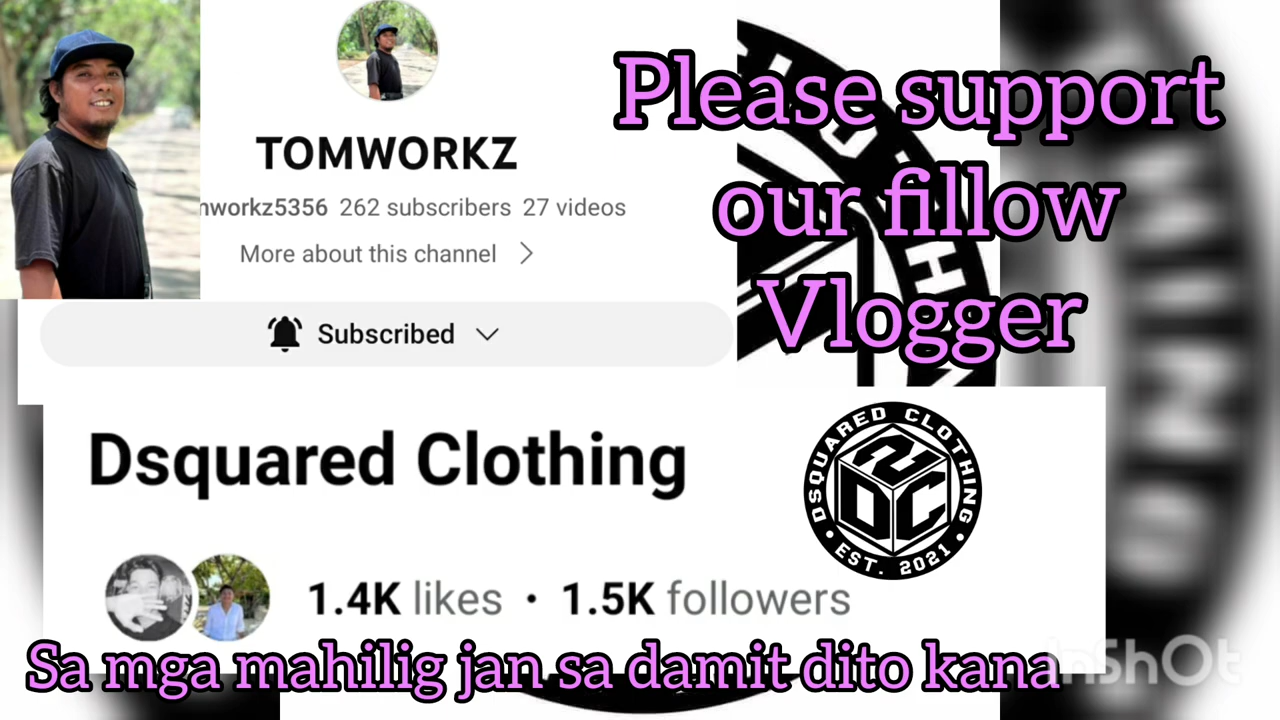 TOMWORKZ
nworkz5356 262 subscribers 27 videos
More about this channel
Subscribed
Please support
our fillow
Vlogger
Dsquared Clothing
DSQUARED CLOTHING
2
DC
EST. 2021
1.4K likes • 1.5K followers
Sa mga mahilig jan sa damit dito kana
InShOt